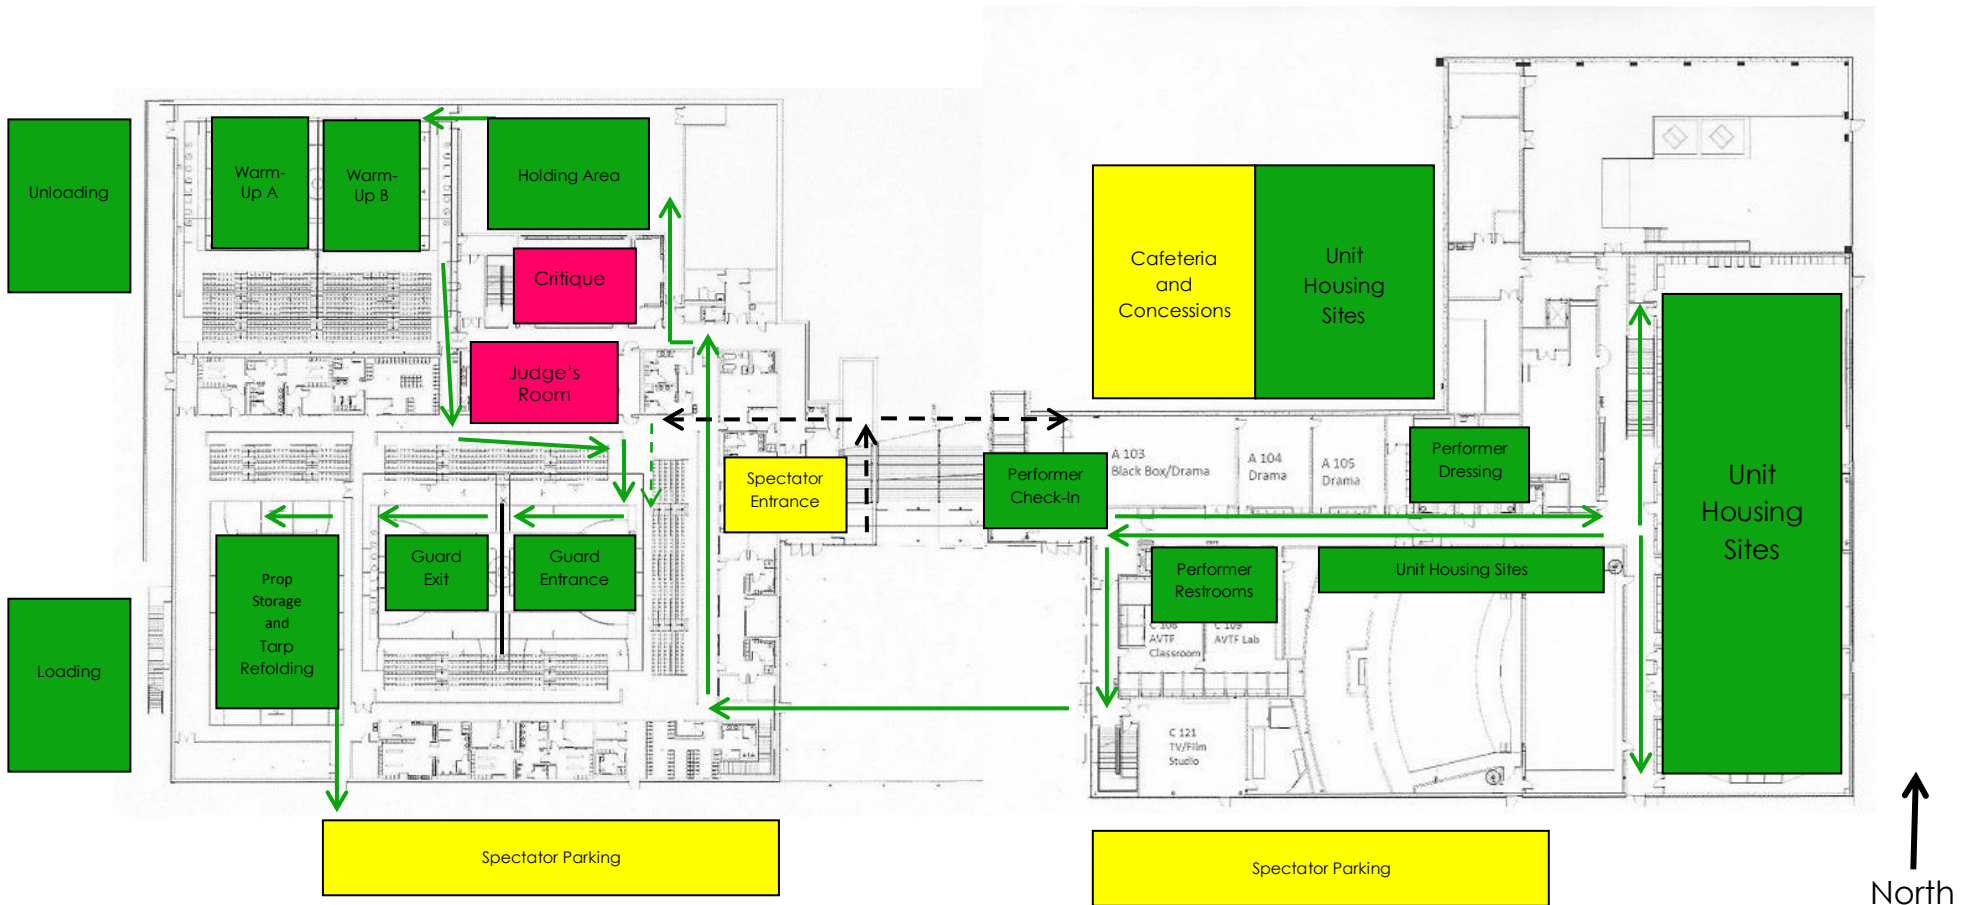 Unloading
Warm-
Up A
Warm-
Up B
Holding Area
Critique
Judge's
Room
Cafeteria
and
Concessions
Unit
Housing
Sites
Spectator
Entrance
Performer
Check-In
A 103
Black Box/Drama
A 104
Drama
A 105
Drama
Performer
Dressing
Unit
Housing
Sites
Loading
Prop
Storage
and
Tarp
Refolding
Guard
Exit
Guard
Entrance
Performer
Restrooms
Unit Housing Sites
C 108
AVTF
Classroom
C 109
AVTF Lab
C 121
TV/Film
Studio
Spectator Parking
Spectator Parking
North